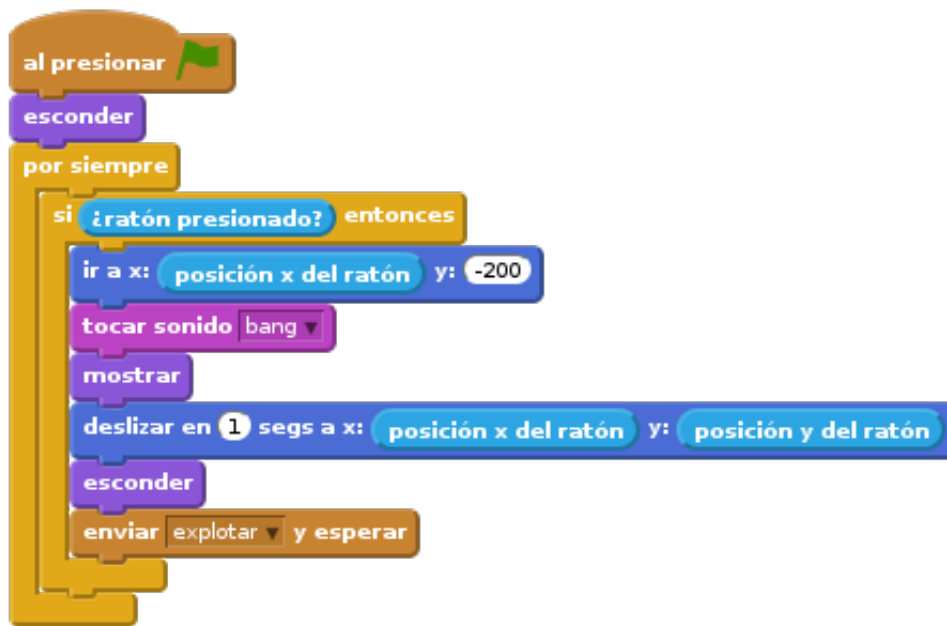 al presionar
esconder
por siempre
si ¿ratón presionado? entonces
ir a x: posición x del ratón y: -200
tocar sonido bang
mostrar
deslizar en 1 segs a x: posición x del ratón y: posición y del ratón
esconder
enviar explotar y esperar